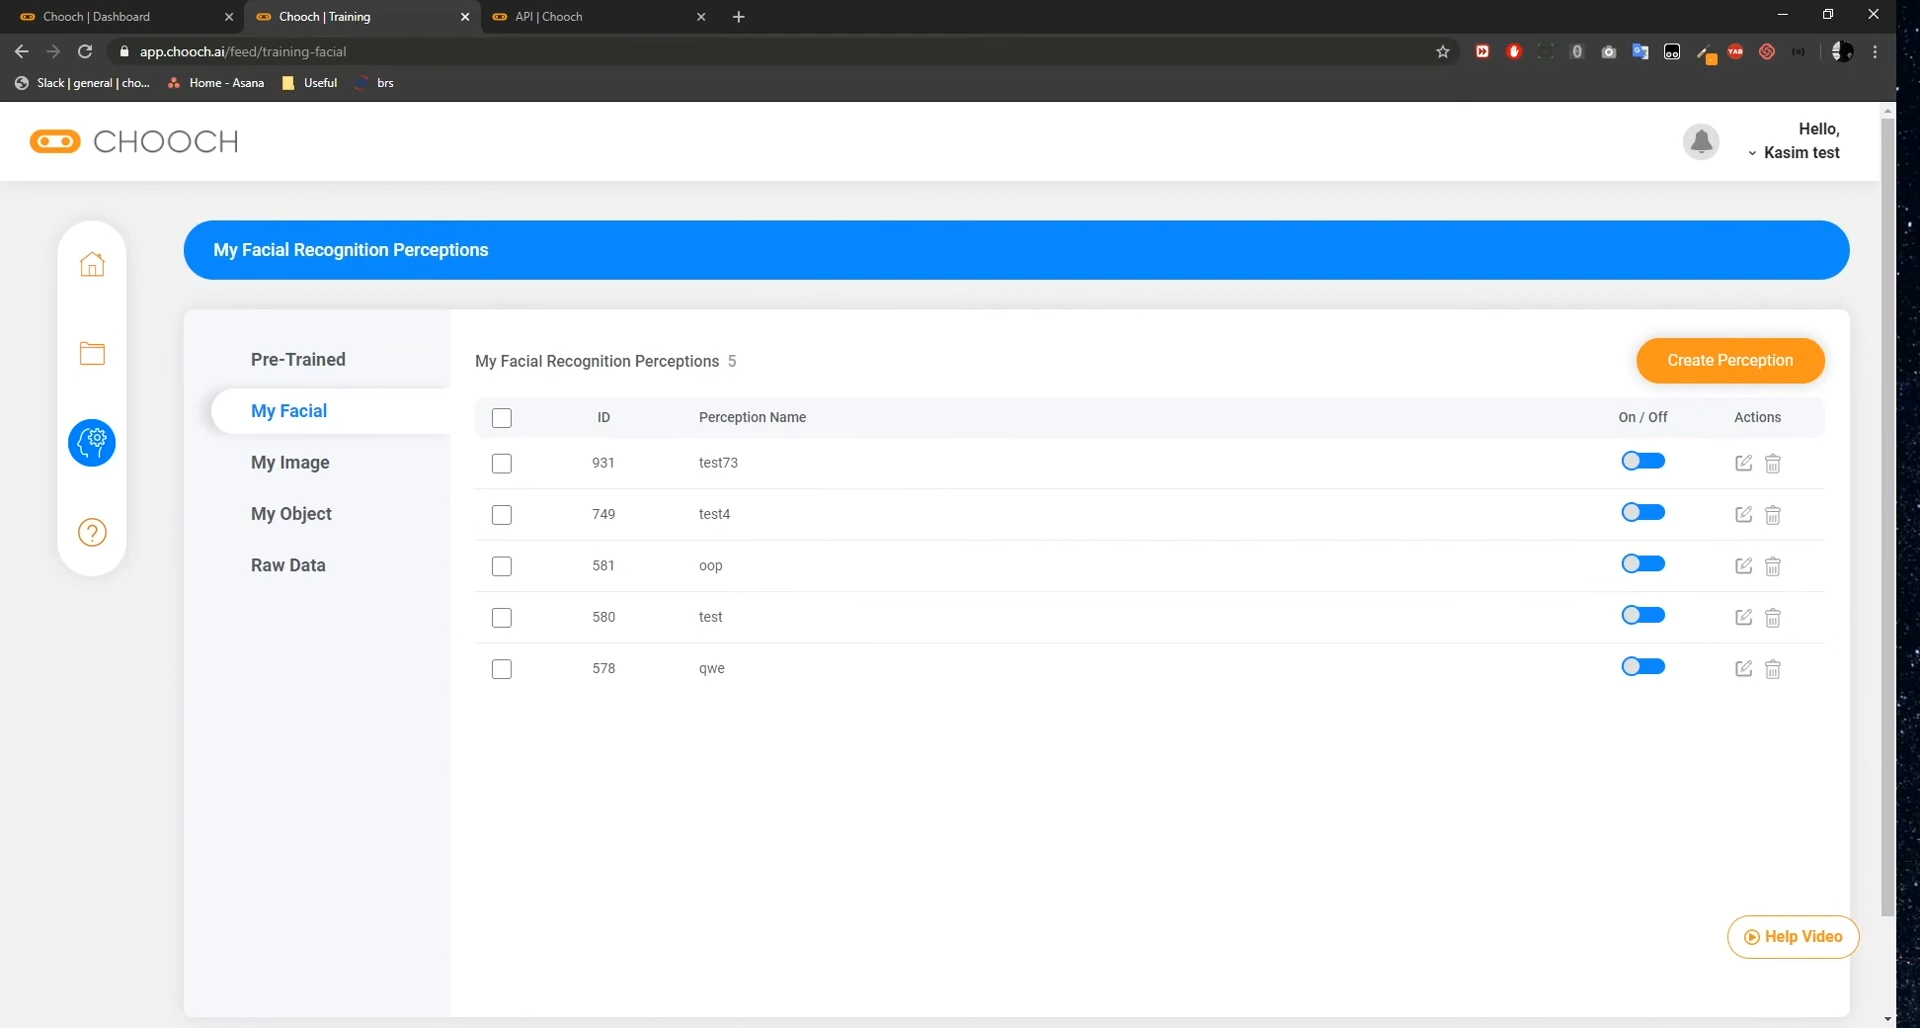 Chooch | Dashboard
Chooch | Training
API | Chooch
app.chooch.ai/feed/training-facial
Slack | general | cho...
Home - Asana
Useful
brs
CHOOCH
Hello,
Kasim test
My Facial Recognition Perceptions
Pre-Trained
My Facial
My Image
My Object
Raw Data
My Facial Recognition Perceptions 5
Create Perception
ID Perception Name On / Off Actions
931 test73
749 test4
581 oop
580 test
578 qwe
Help Video